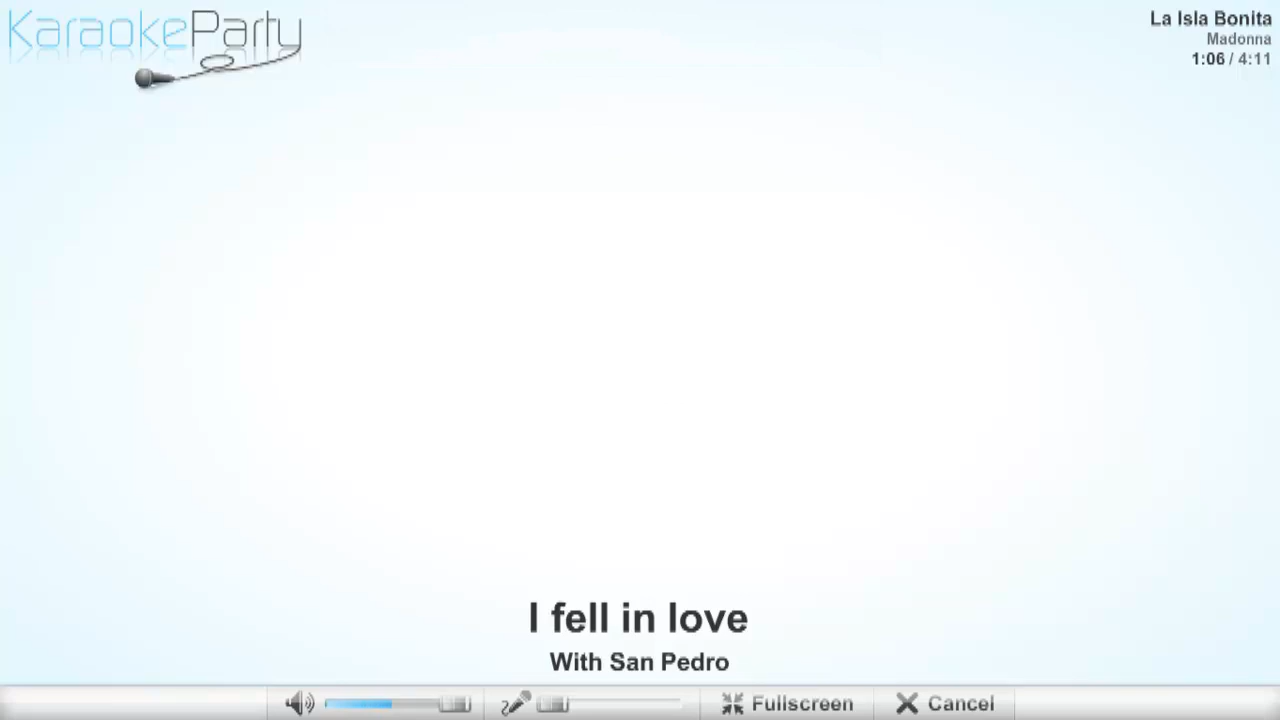 KaraokeParty
La Isla Bonita
Madonna
1:06 / 4:11
I fell in love
With San Pedro
Fullscreen
Cancel